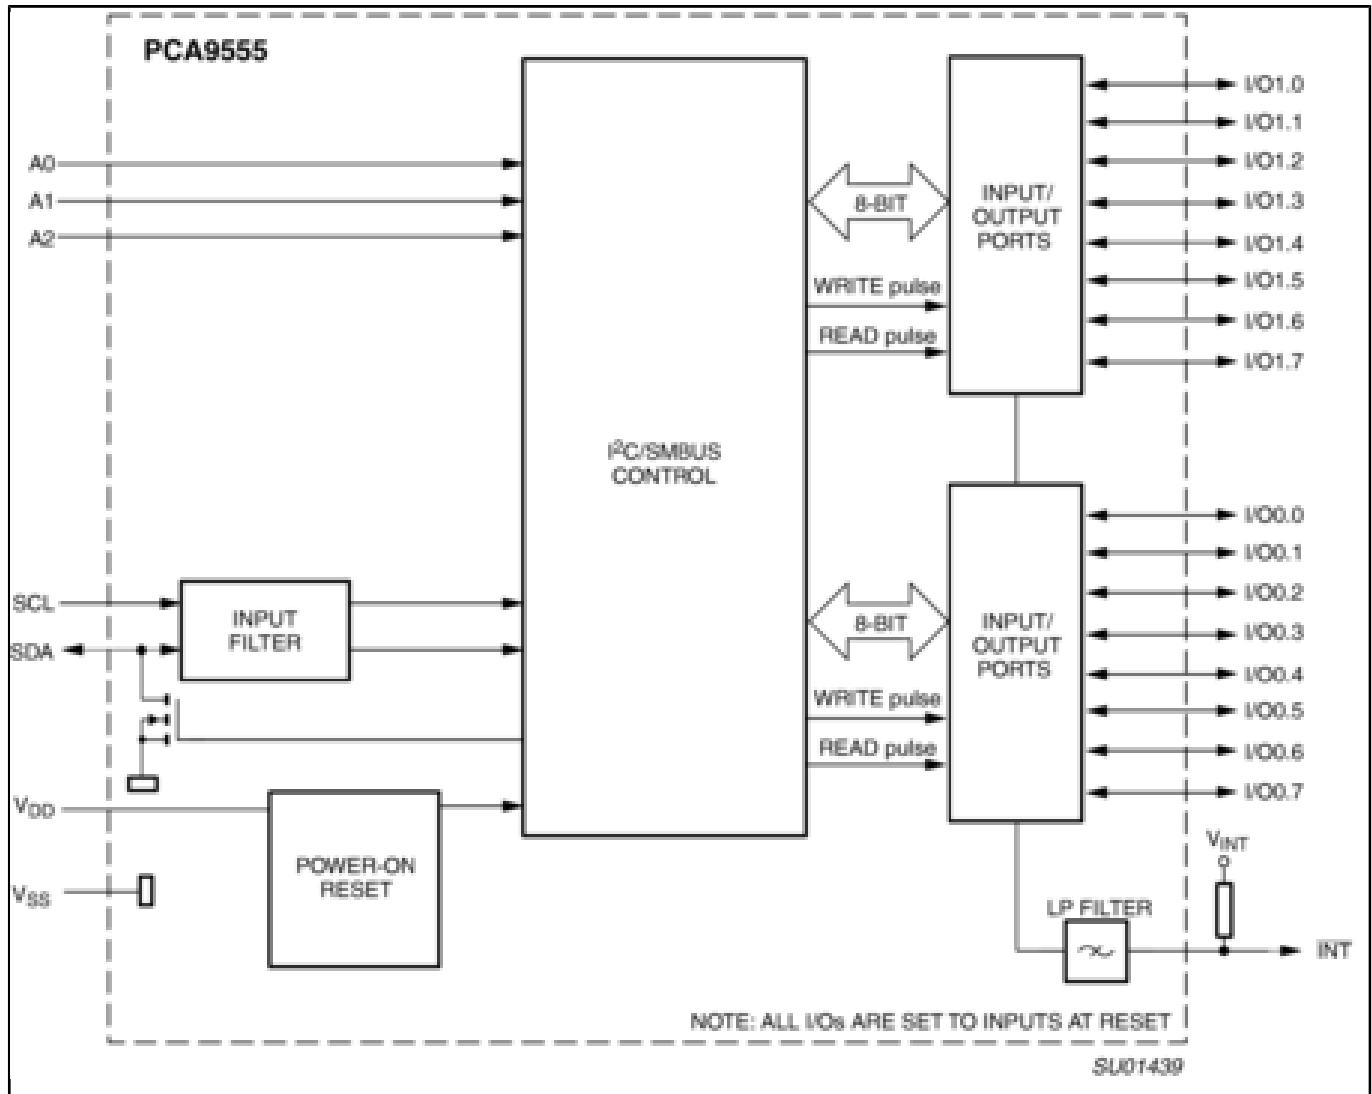 PCA9555
A0
A1
A2
SCL
SDA
VDD
VSS
INPUT
FILTER
POWER-ON
RESET
I²C/SMBUS
CONTROL
8-BIT
WRITE pulse
READ pulse
INPUT/
OUTPUT
PORTS
I/O1.0
I/O1.1
I/O1.2
I/O1.3
I/O1.4
I/O1.5
I/O1.6
I/O1.7
8-BIT
WRITE pulse
READ pulse
INPUT/
OUTPUT
PORTS
I/O0.0
I/O0.1
I/O0.2
I/O0.3
I/O0.4
I/O0.5
I/O0.6
I/O0.7
VINT
LP FILTER
INT
NOTE: ALL I/Os ARE SET TO INPUTS AT RESET
SU01439